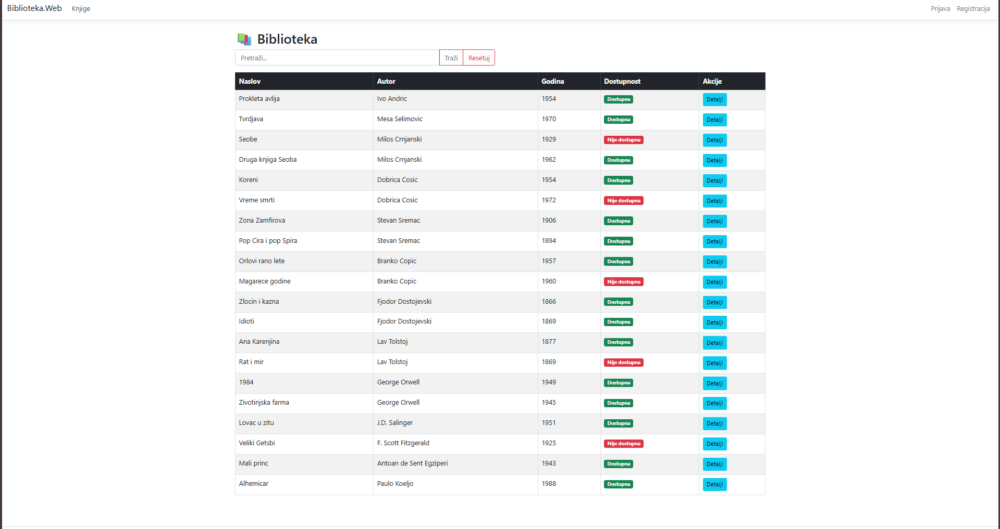 Biblioteka.Web Knjige Prijava Registracija
Biblioteka
Pretraži... Traži Resetuj
Naslov Autor Godina Dostupnost Akcije
Prokleta avlija Ivo Andric 1954 Dostupna Detalji
Tvrdjava Mesa Selimovic 1970 Dostupna Detalji
Seobe Milos Crnjanski 1929 Nije dostupna Detalji
Druga knjiga Seoba Milos Crnjanski 1962 Dostupna Detalji
Koreni Dobrica Cosic 1954 Dostupna Detalji
Vreme smrti Dobrica Cosic 1972 Nije dostupna Detalji
Zona Zamfirova Stevan Sremac 1906 Dostupna Detalji
Pop Cira i pop Spira Stevan Sremac 1894 Dostupna Detalji
Orlovi rano lete Branko Copic 1957 Dostupna Detalji
Magarece godine Branko Copic 1960 Nije dostupna Detalji
Zlocin i kazna Fjodor Dostojevski 1866 Dostupna Detalji
Idioti Fjodor Dostojevski 1869 Dostupna Detalji
Ana Karenjina Lav Tolstoj 1877 Dostupna Detalji
Rat i mir Lav Tolstoj 1869 Nije dostupna Detalji
1984 George Orwell 1949 Dostupna Detalji
Zivotinjska farma George Orwell 1945 Dostupna Detalji
Lovac u zitu J.D. Salinger 1951 Dostupna Detalji
Veliki Getsbi F. Scott Fitzgerald 1925 Nije dostupna Detalji
Mali princ Antoan de Sent Egziperi 1943 Dostupna Detalji
Alhemicar Paulo Koeljo 1988 Dostupna Detalji